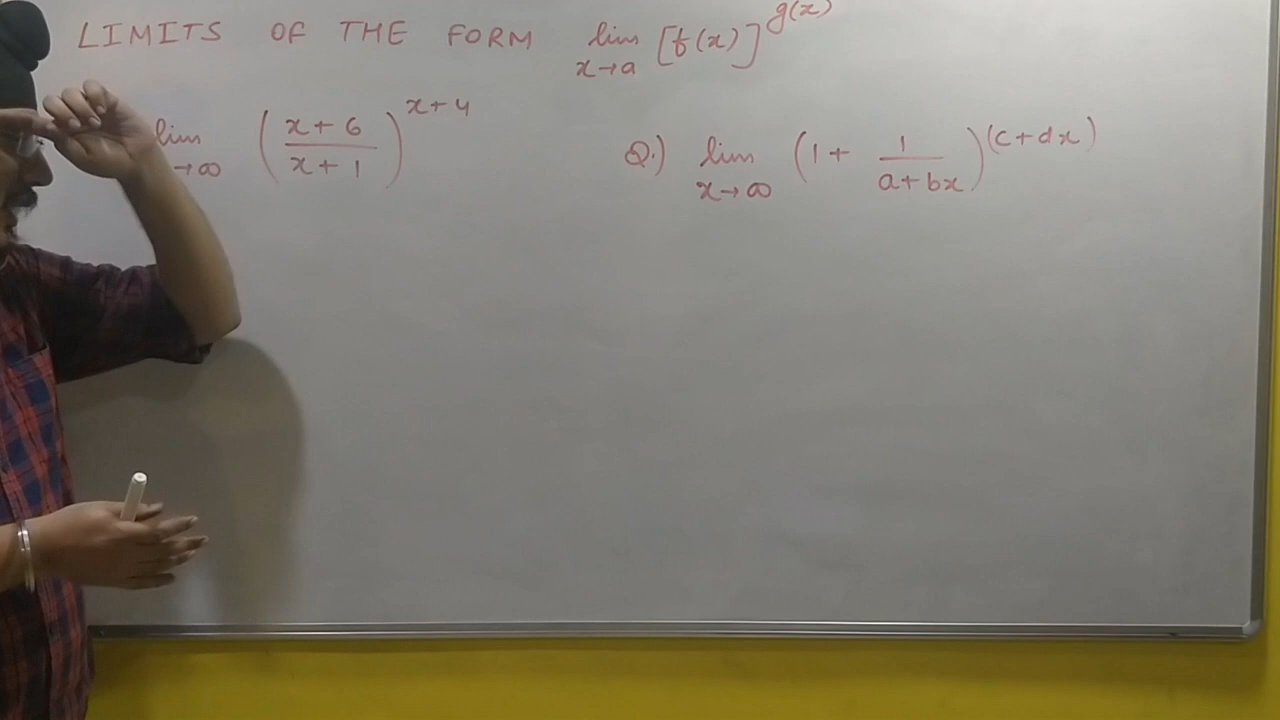 LIMITS OF THE FORM lim x→a [f(x)]^g(x)
lim →∞ ((x+6)/(x+1))^(x+4)
Q.) lim x→∞ (1 + 1/(a+bx))^(c+dx)